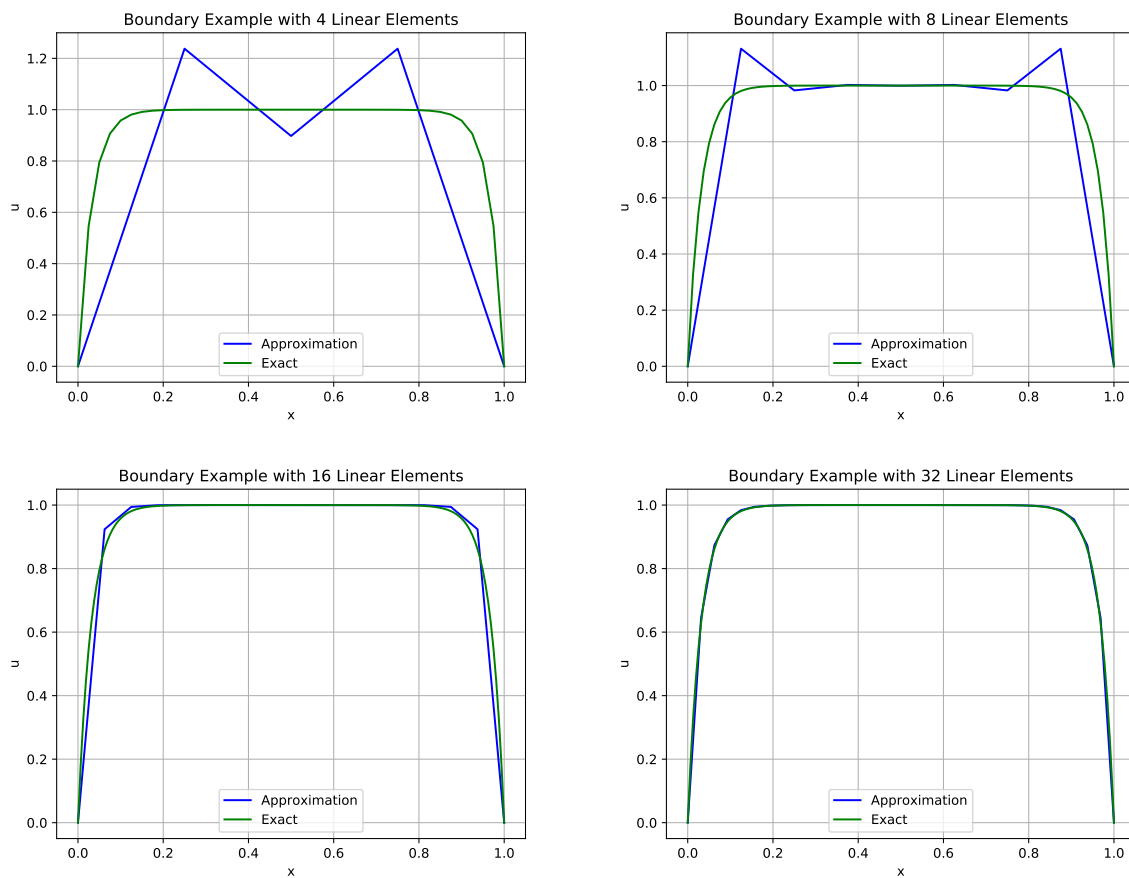 Boundary Example with 4 Linear Elements
1.2
1.0
0.8
0.6
0.4
0.2
0.0
u
Approximation
Exact
0.0 0.2 0.4 0.6 0.8 1.0
x
Boundary Example with 8 Linear Elements
1.0
0.8
0.6
0.4
0.2
0.0
u
Approximation
Exact
0.0 0.2 0.4 0.6 0.8 1.0
x
Boundary Example with 16 Linear Elements
1.0
0.8
0.6
0.4
0.2
0.0
u
Approximation
Exact
0.0 0.2 0.4 0.6 0.8 1.0
x
Boundary Example with 32 Linear Elements
1.0
0.8
0.6
0.4
0.2
0.0
u
Approximation
Exact
0.0 0.2 0.4 0.6 0.8 1.0
x